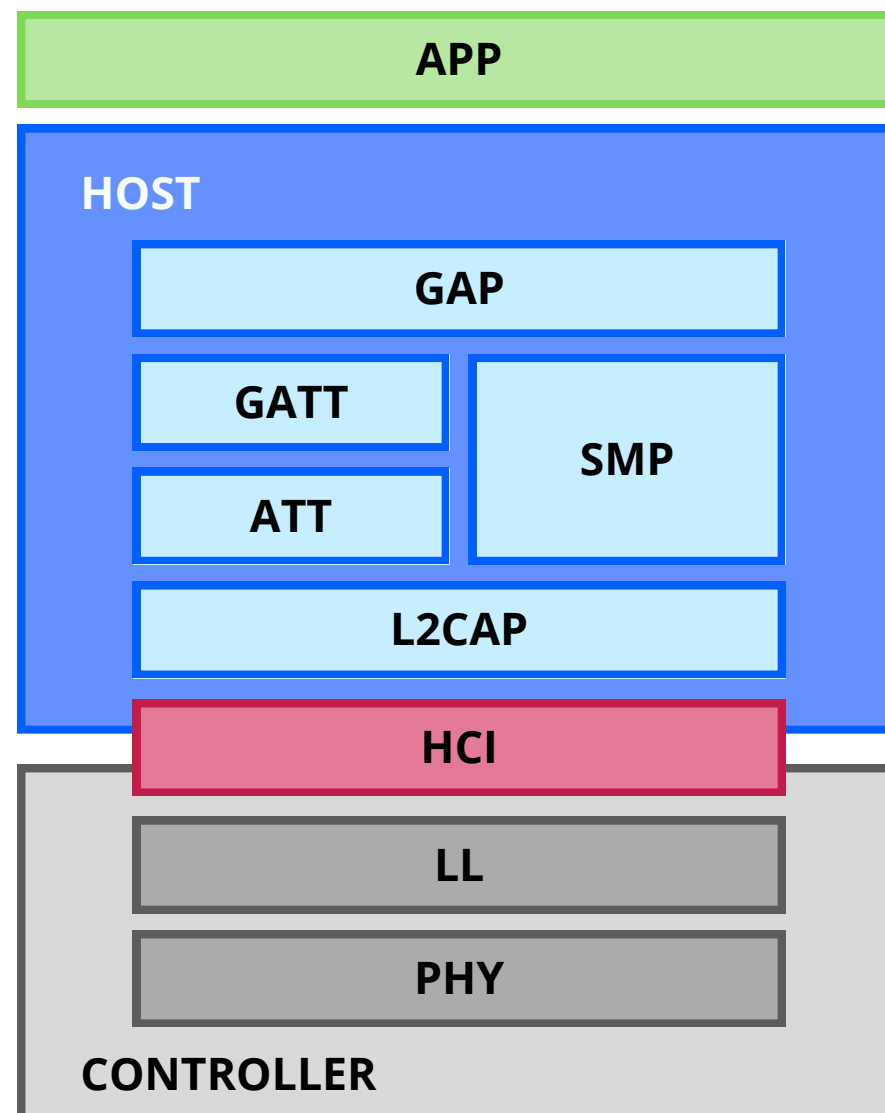 APP
HOST
GAP
GATT
SMP
ATT
L2CAP
HCI
LL
PHY
CONTROLLER